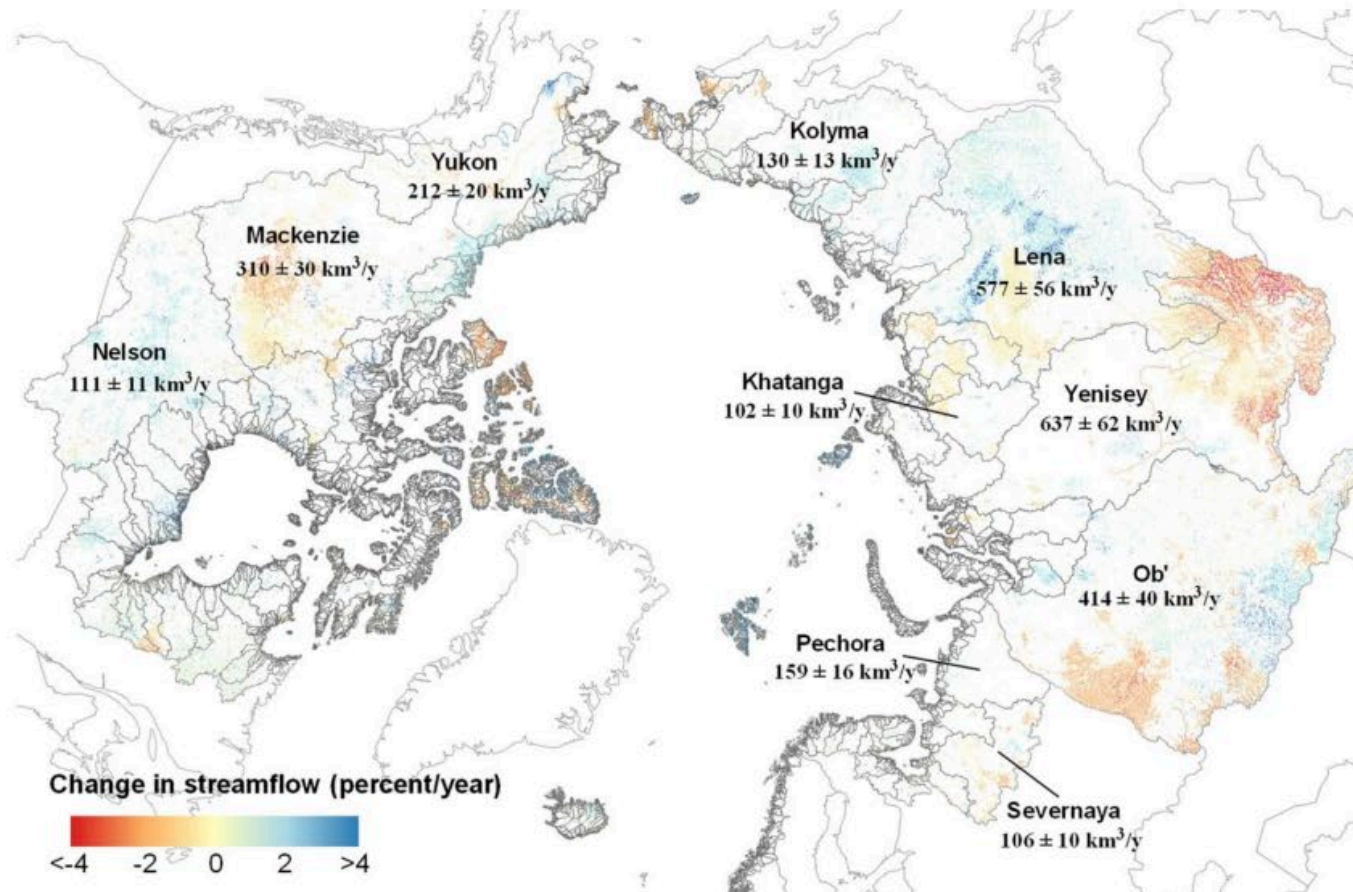 Kolyma
130 ± 13 km³/y
Yukon
212 ± 20 km³/y
Mackenzie
310 ± 30 km³/y
Lena
577 ± 56 km³/y
Nelson
111 ± 11 km³/y
Khatanga
102 ± 10 km³/y
Yenisey
637 ± 62 km³/y
Ob'
414 ± 40 km³/y
Pechora
159 ± 16 km³/y
Severnaya
106 ± 10 km³/y
Change in streamflow (percent/year)
<-4 -2 0 2 >4